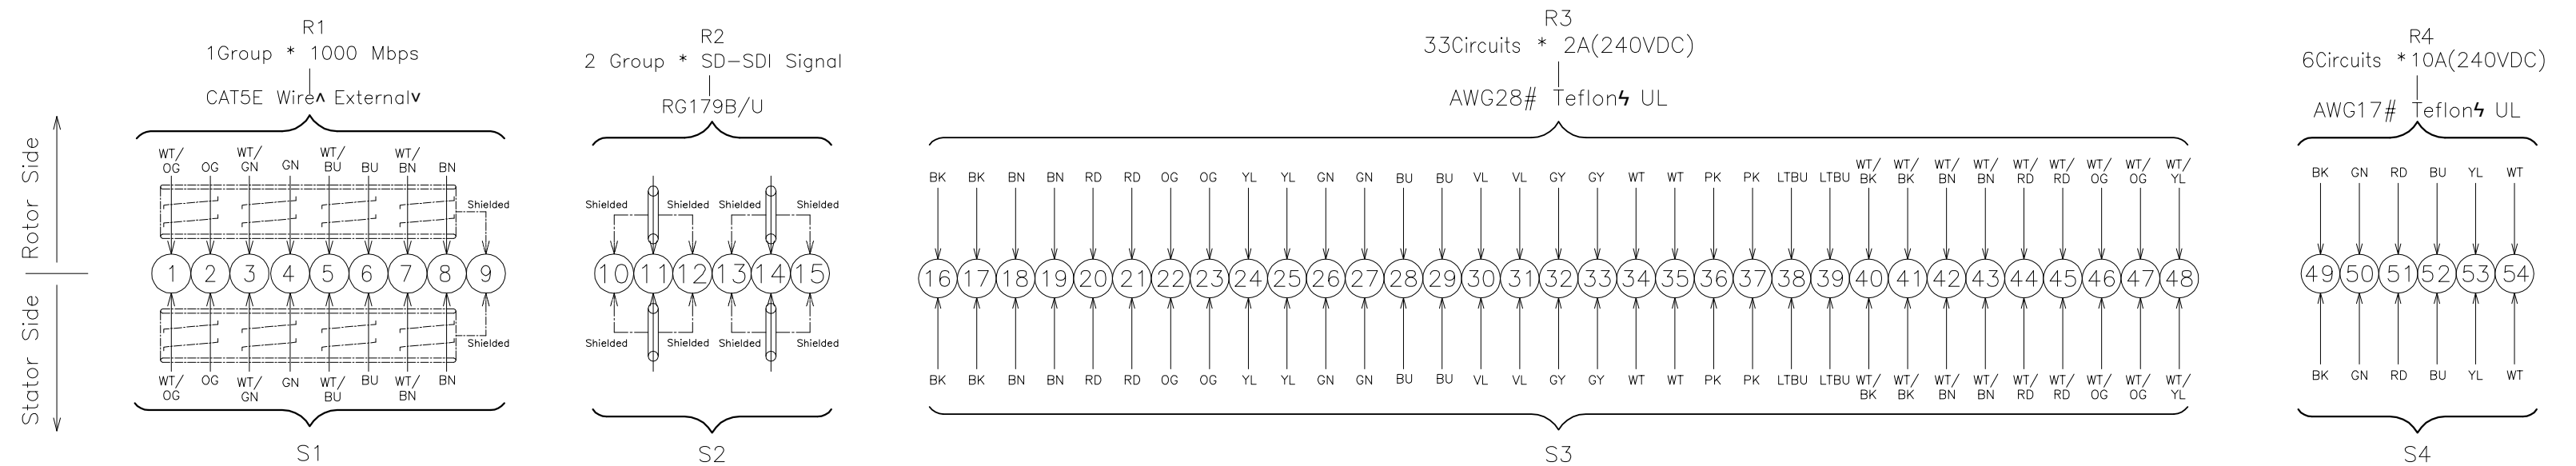 R1
1Group * 1000 Mbps
CAT5E Wire∧ External∨
R2
2 Group * SD-SDI Signal
RG179B/U
R3
33Circuits * 2A(240VDC)
AWG28# Teflonϟ UL
R4
6Circuits *10A(240VDC)
AWG17# Teflonϟ UL
Rotor Side
Stator Side
WT/OG OG WT/GN GN WT/BU BU WT/BN BN
Shielded
1 2 3 4 5 6 7 8 9
Shielded
WT/OG OG WT/GN GN WT/BU BU WT/BN BN
S1
Shielded Shielded Shielded Shielded
10 11 12 13 14 15
Shielded Shielded Shielded Shielded
S2
BK BK BN BN RD RD OG OG YL YL GN GN BU BU VL VL GY GY WT WT PK PK LTBU LTBU WT/BK WT/BK WT/BN WT/BN WT/RD WT/RD WT/OG WT/OG WT/YL
16 17 18 19 20 21 22 23 24 25 26 27 28 29 30 31 32 33 34 35 36 37 38 39 40 41 42 43 44 45 46 47 48
BK BK BN BN RD RD OG OG YL YL GN GN BU BU VL VL GY GY WT WT PK PK LTBU LTBU WT/BK WT/BK WT/BN WT/BN WT/RD WT/RD WT/OG WT/OG WT/YL
S3
BK GN RD BU YL WT
49 50 51 52 53 54
BK GN RD BU YL WT
S4